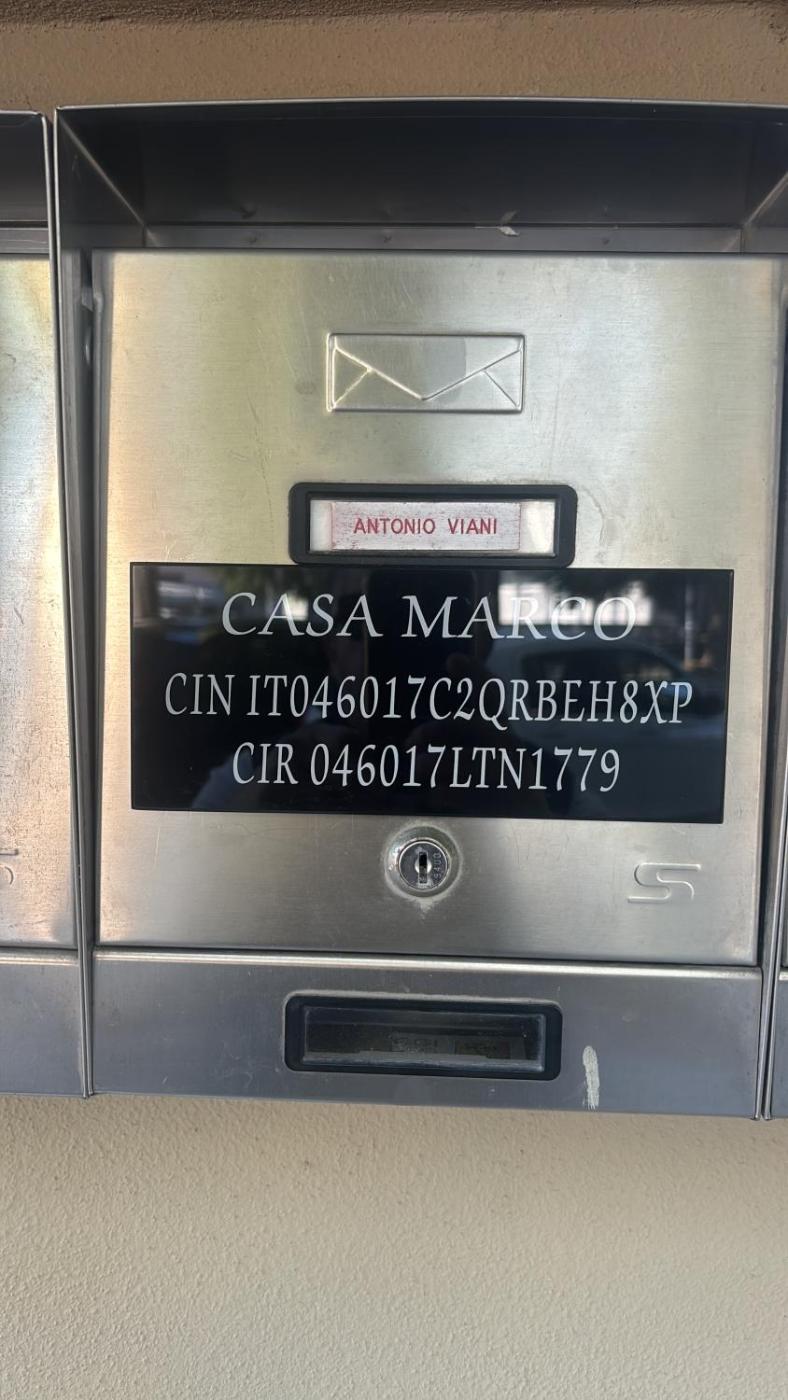 ANTONIO VIANI
CASA MARCO
CIN IT046017C2QRBEH8XP
CIR 046017LTN1779